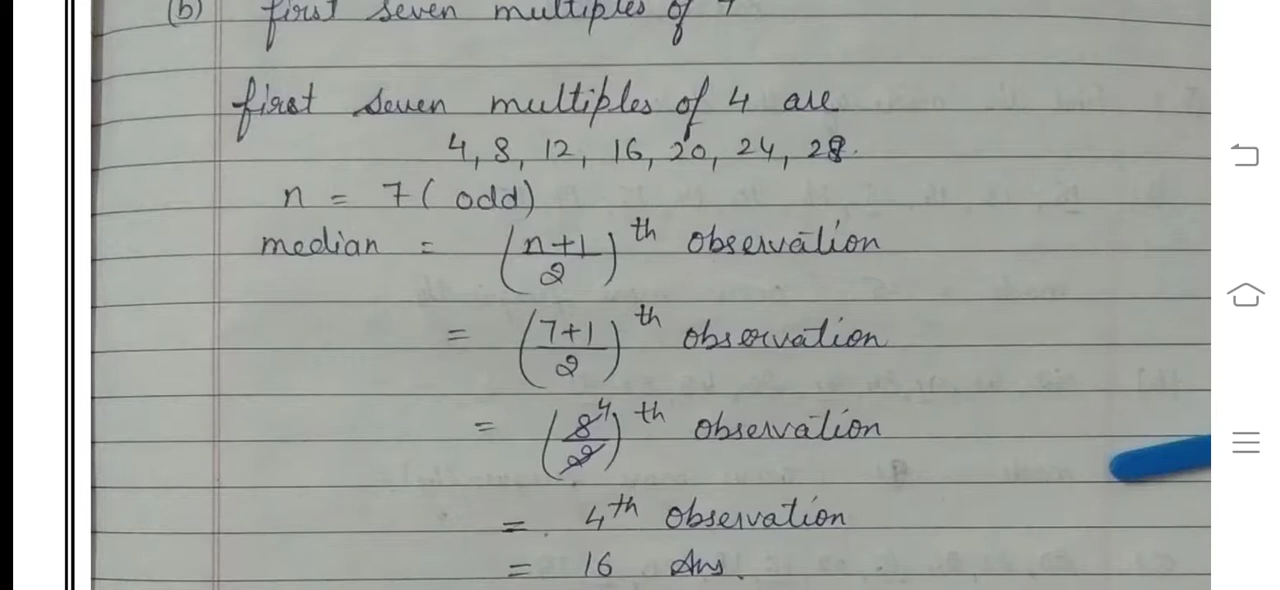 (b) first seven multiples of
first seven multiples of 4 are
4, 8, 12, 16, 20, 24, 28.
n = 7 ( odd)
median = (n+1/2)th observation
= (7+1/2)th observation
= (8/2)4 th observation
= 4th observation
= 16 Ans.